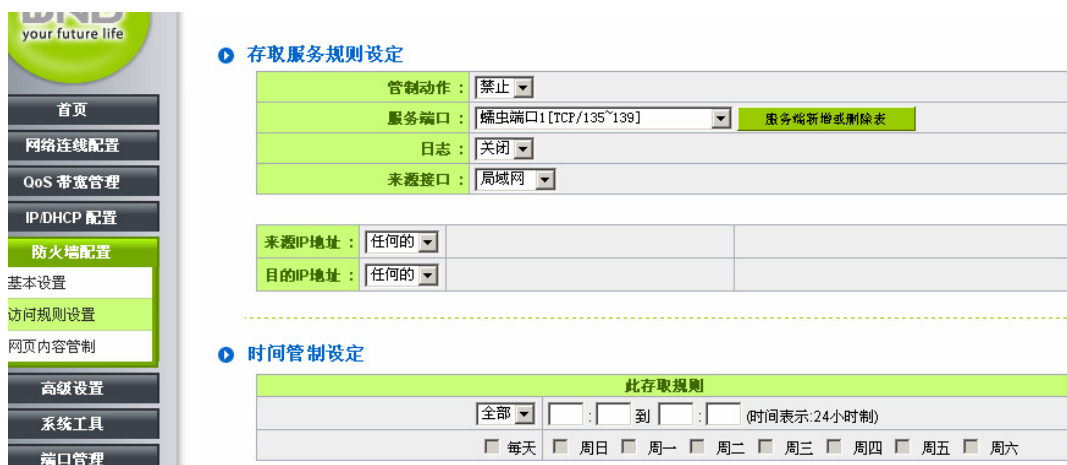 your future life
首页
网络连线配置
QoS 带宽管理
IP/DHCP 配置
防火墙配置
基本设置
访问规则设置
网页内容管制
高级设置
系统工具
端口管理
存取服务规则设定
管制动作： 禁止
服务端口： 蠕虫端口1[TCP/135~139] 服务端新增或删除表
日志： 关闭
来源接口： 局域网
来源IP地址： 任何的
目的IP地址： 任何的
时间管制设定
此存取规则
全部 : 到 : (时间表示:24小时制)
每天 周日 周一 周二 周三 周四 周五 周六